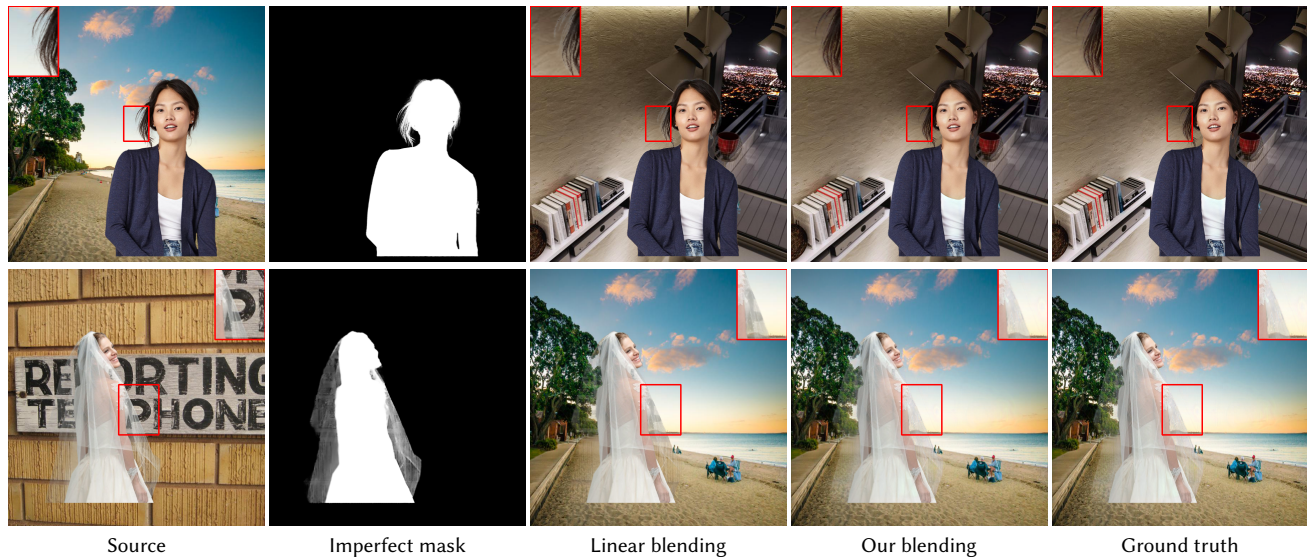 REPORTING
TELEPHONE
Source
Imperfect mask
Linear blending
Our blending
Ground truth